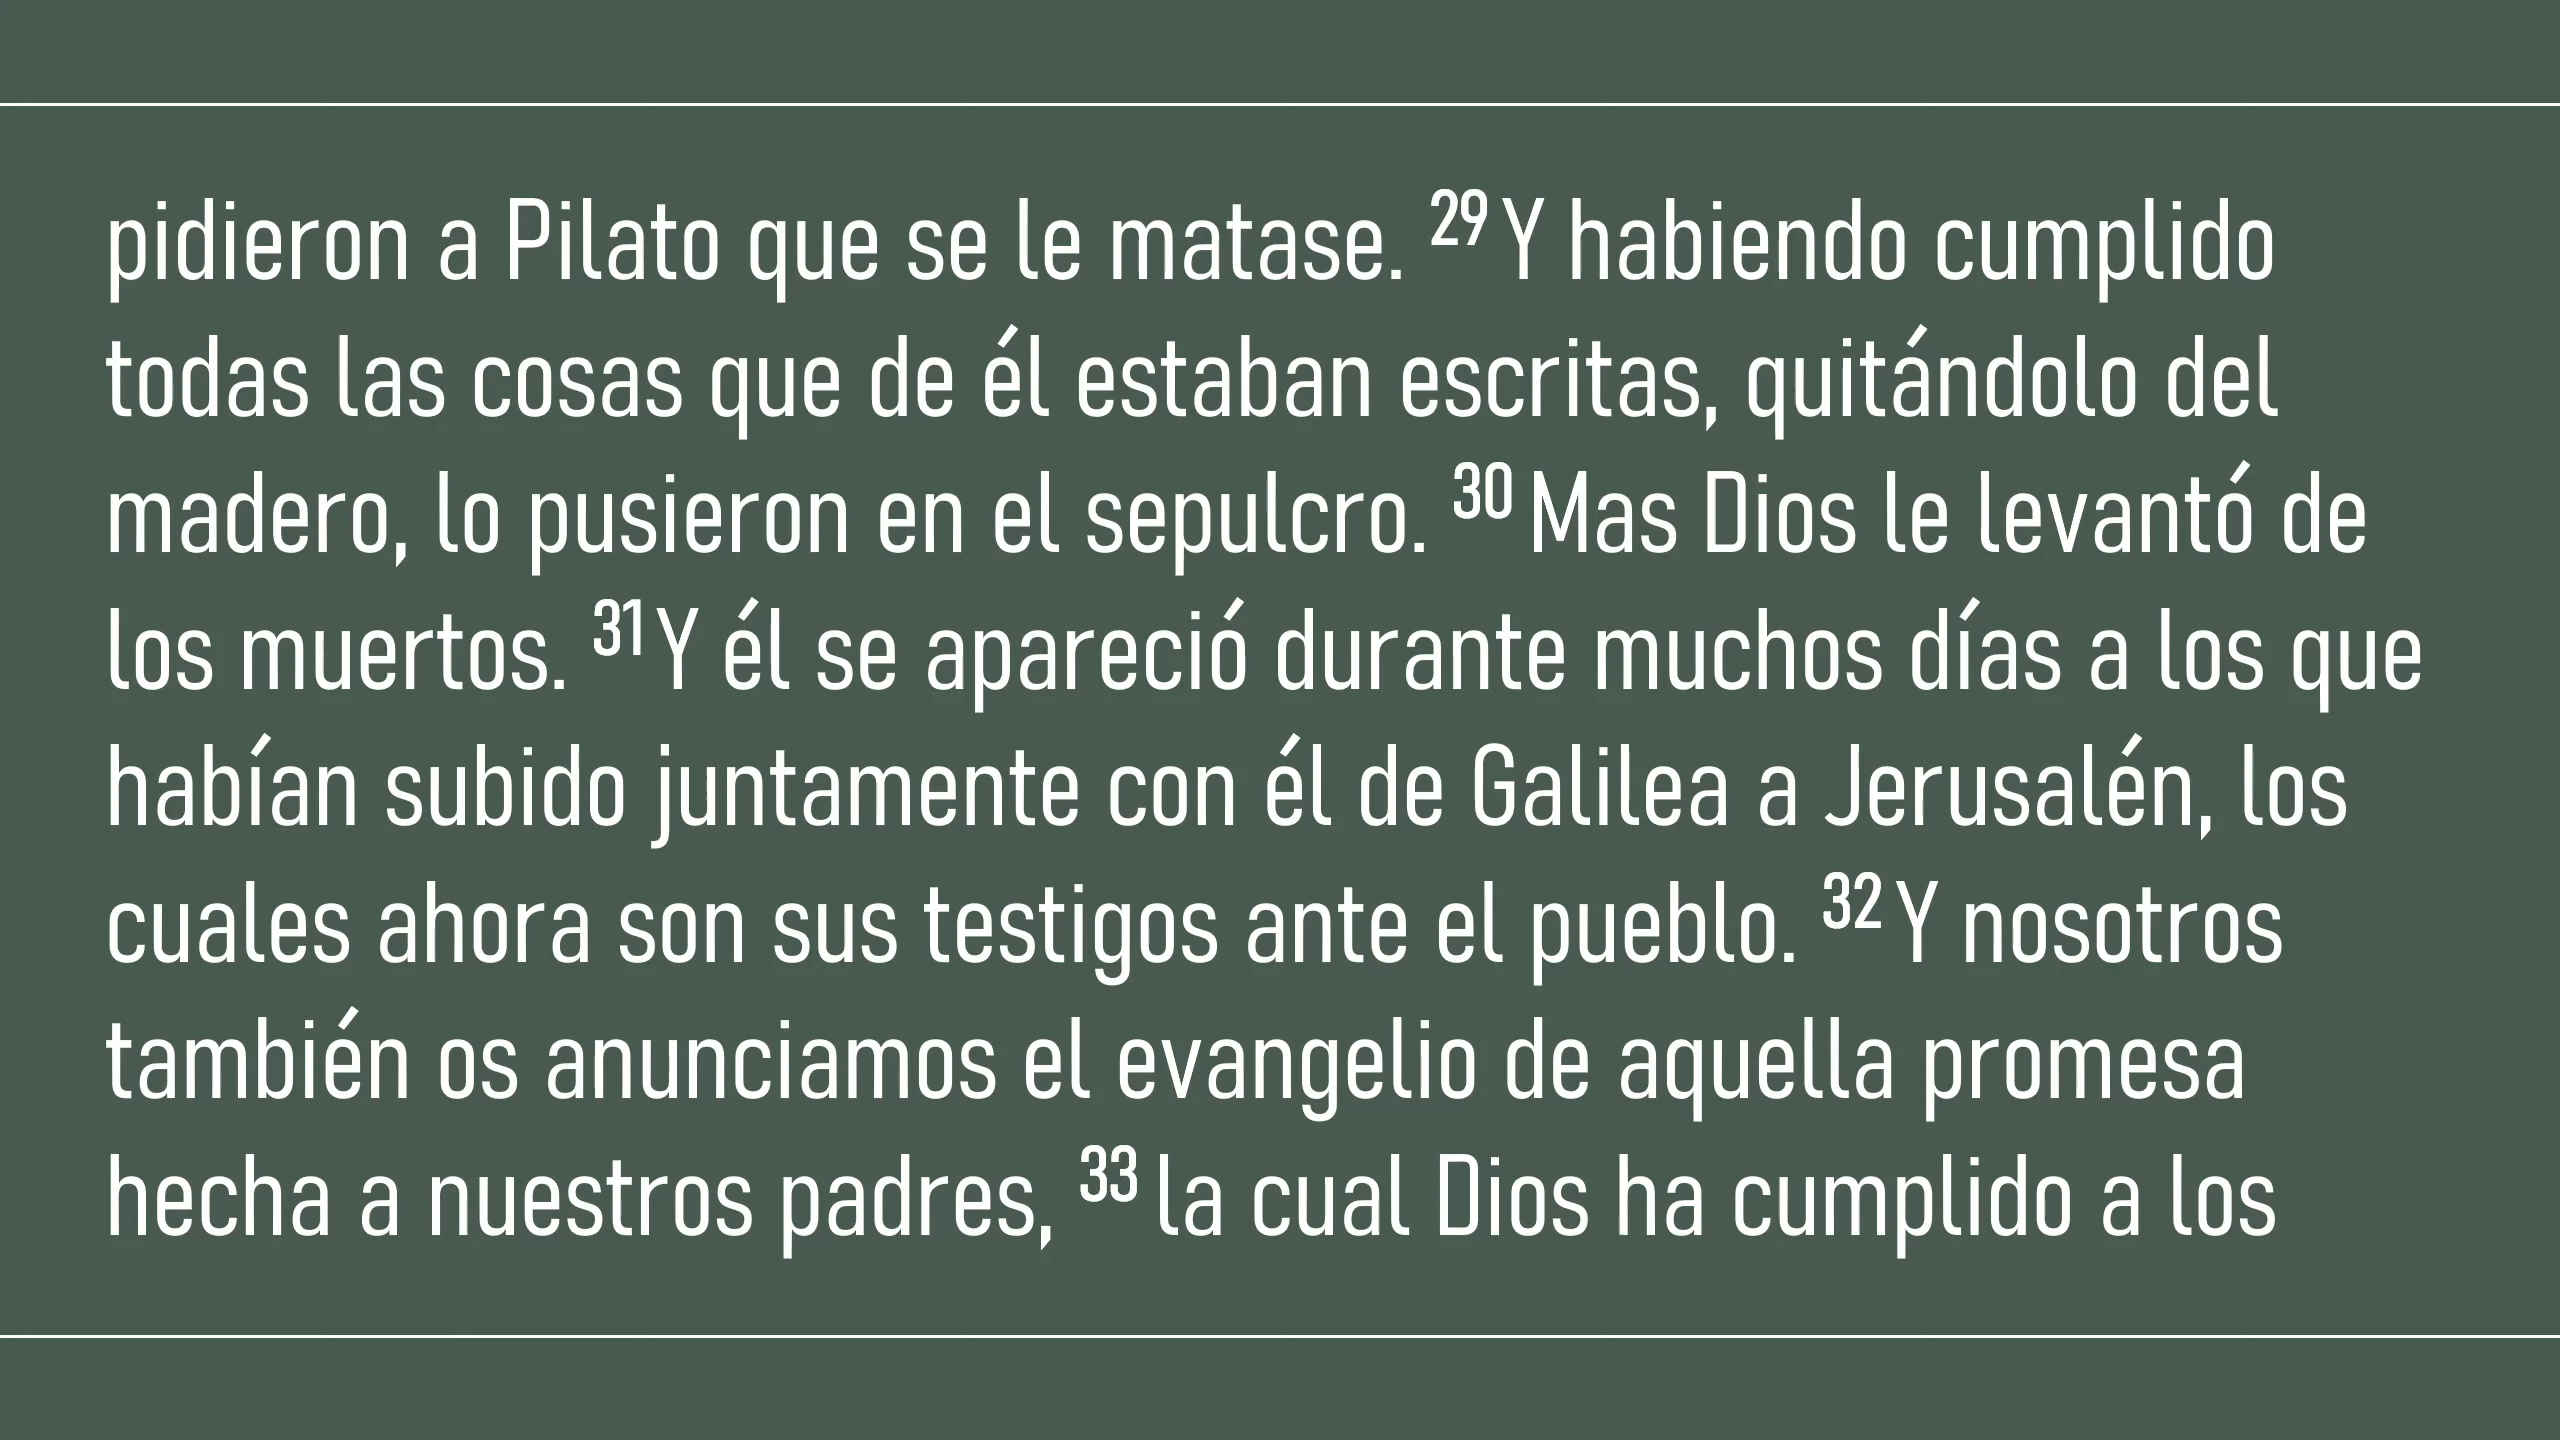 pidieron a Pilato que se le matase. 29 Y habiendo cumplido
todas las cosas que de él estaban escritas, quitándolo del
madero, lo pusieron en el sepulcro. 30 Mas Dios le levantó de
los muertos. 31 Y él se apareció durante muchos días a los que
habían subido juntamente con él de Galilea a Jerusalén, los
cuales ahora son sus testigos ante el pueblo. 32 Y nosotros
también os anunciamos el evangelio de aquella promesa
hecha a nuestros padres, 33 la cual Dios ha cumplido a los